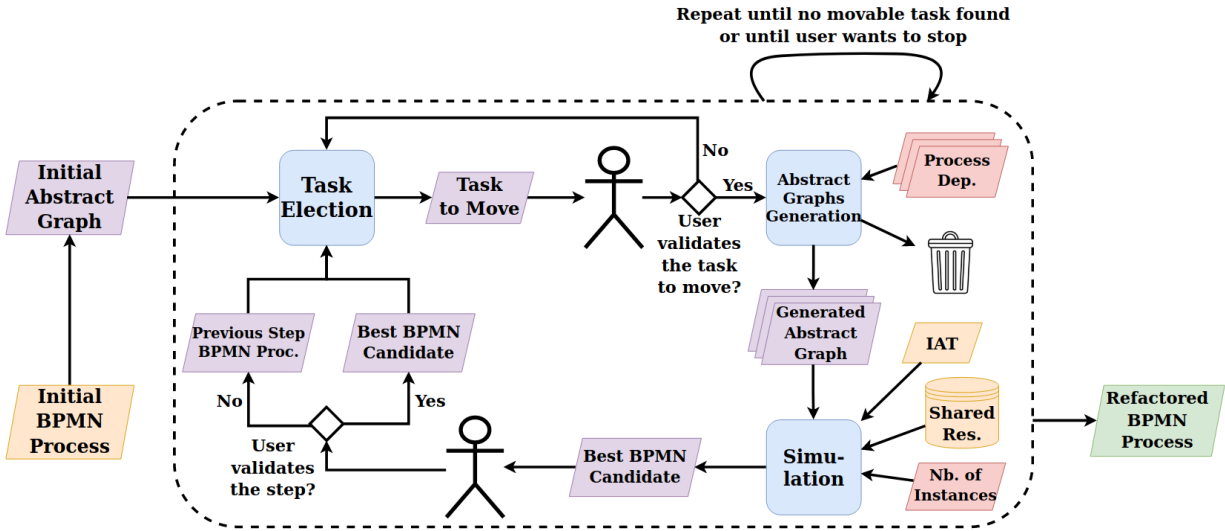 Repeat until no movable task found
or until user wants to stop
Initial
Abstract
Graph
Task
Election
Task
to Move
No
Yes
User
validates
the task
to move?
Abstract
Graphs
Generation
Process
Dep.
Previous Step
BPMN Proc.
Best BPMN
Candidate
Generated
Abstract
Graph
IAT
Shared
Res.
Nb. of
Instances
Simu-
lation
Best BPMN
Candidate
No
Yes
User
validates
the step?
Initial
BPMN
Process
Refactored
BPMN
Process